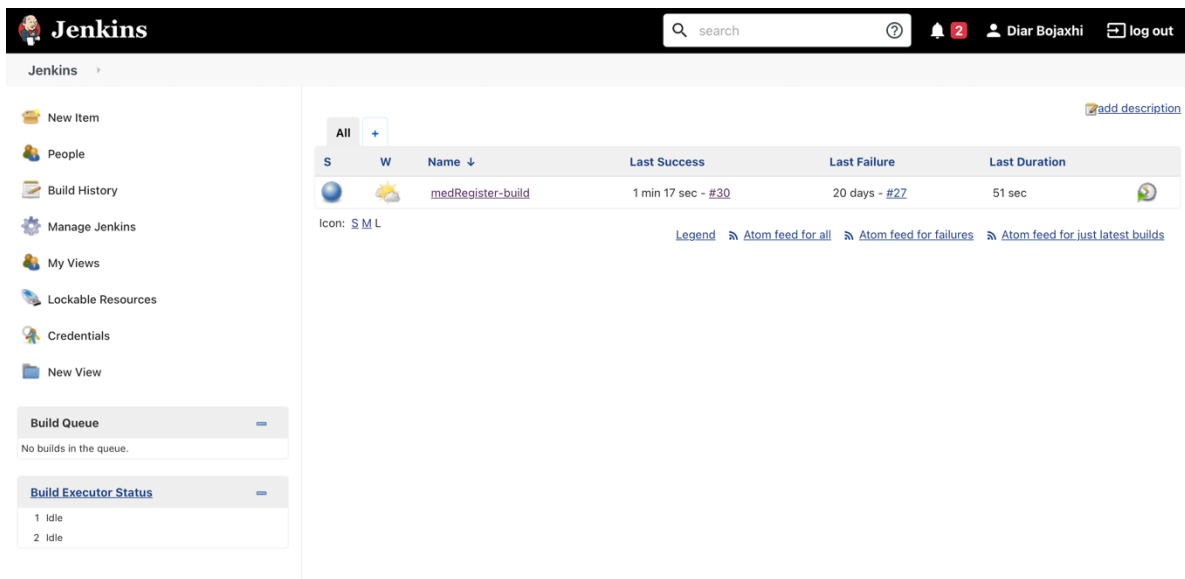 Jenkins
search
2
Diar Bojaxhi
log out
Jenkins
New Item
People
Build History
Manage Jenkins
My Views
Lockable Resources
Credentials
New View
Build Queue
No builds in the queue.
Build Executor Status
1 Idle
2 Idle
add description
All +
S W Name ↓ Last Success Last Failure Last Duration
medRegister-build 1 min 17 sec - #30 20 days - #27 51 sec
Icon: S M L
Legend Atom feed for all Atom feed for failures Atom feed for just latest builds